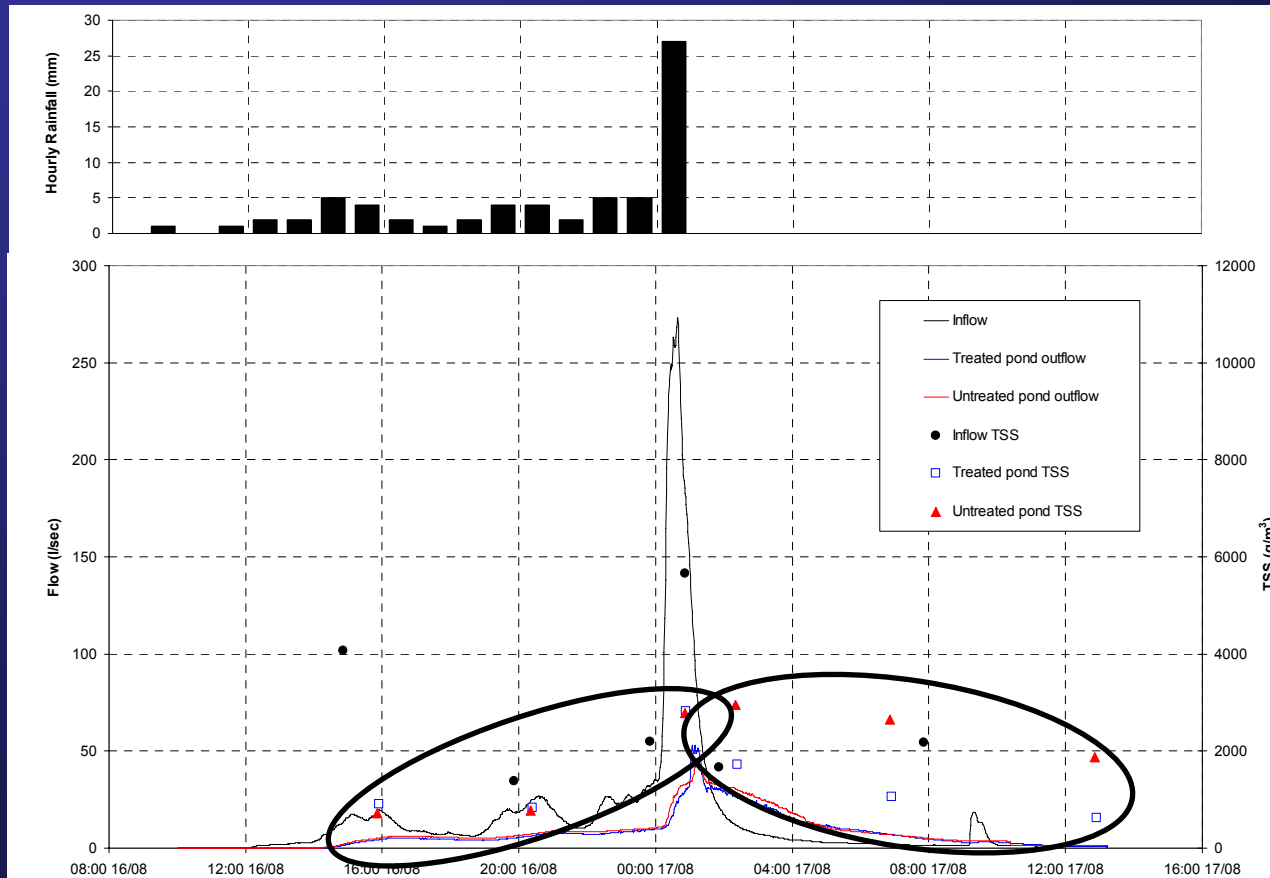 30
25
20
15
10
5
0
Hourly Rainfall (mm)
300
250
200
150
100
50
0
Flow (l/sec)
12000
10000
8000
6000
4000
2000
0
TSS (g/m³)
Inflow
Treated pond outflow
Untreated pond outflow
Inflow TSS
Treated pond TSS
Untreated pond TSS
08:00 16/08 12:00 16/08 16:00 16/08 20:00 16/08 00:00 17/08 04:00 17/08 08:00 17/08 12:00 17/08 16:00 17/08